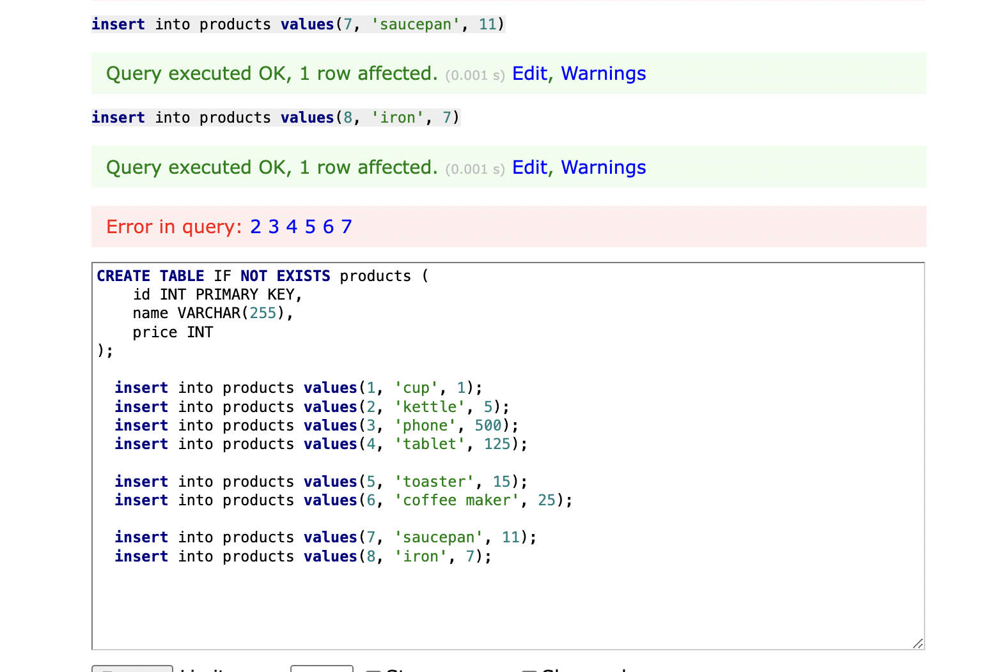 insert into products values(7, 'saucepan', 11)
Query executed OK, 1 row affected. (0.001 s) Edit, Warnings
insert into products values(8, 'iron', 7)
Query executed OK, 1 row affected. (0.001 s) Edit, Warnings
Error in query: 2 3 4 5 6 7
CREATE TABLE IF NOT EXISTS products (
    id INT PRIMARY KEY,
    name VARCHAR(255),
    price INT
);
  insert into products values(1, 'cup', 1);
  insert into products values(2, 'kettle', 5);
  insert into products values(3, 'phone', 500);
  insert into products values(4, 'tablet', 125);
  insert into products values(5, 'toaster', 15);
  insert into products values(6, 'coffee maker', 25);
  insert into products values(7, 'saucepan', 11);
  insert into products values(8, 'iron', 7);